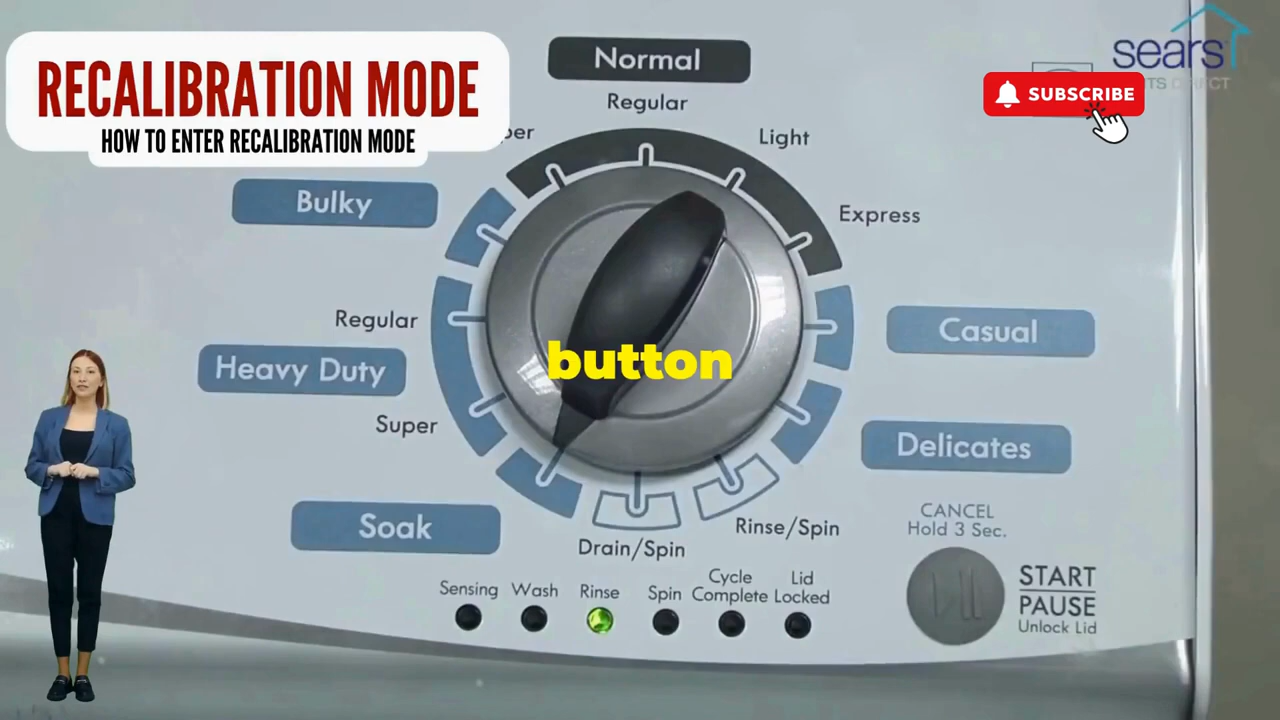 RECALIBRATION MODE
HOW TO ENTER RECALIBRATION MODE
sears
DIRECT
SUBSCRIBE
Normal
Regular
Light
Express
Bulky
Regular
Heavy Duty
Super
Casual
Delicates
button
Soak
Drain/Spin
Rinse/Spin
CANCEL
Hold 3 Sec.
Sensing
Wash
Rinse
Spin
Cycle
Complete
Lid
Locked
START
PAUSE
Unlock Lid